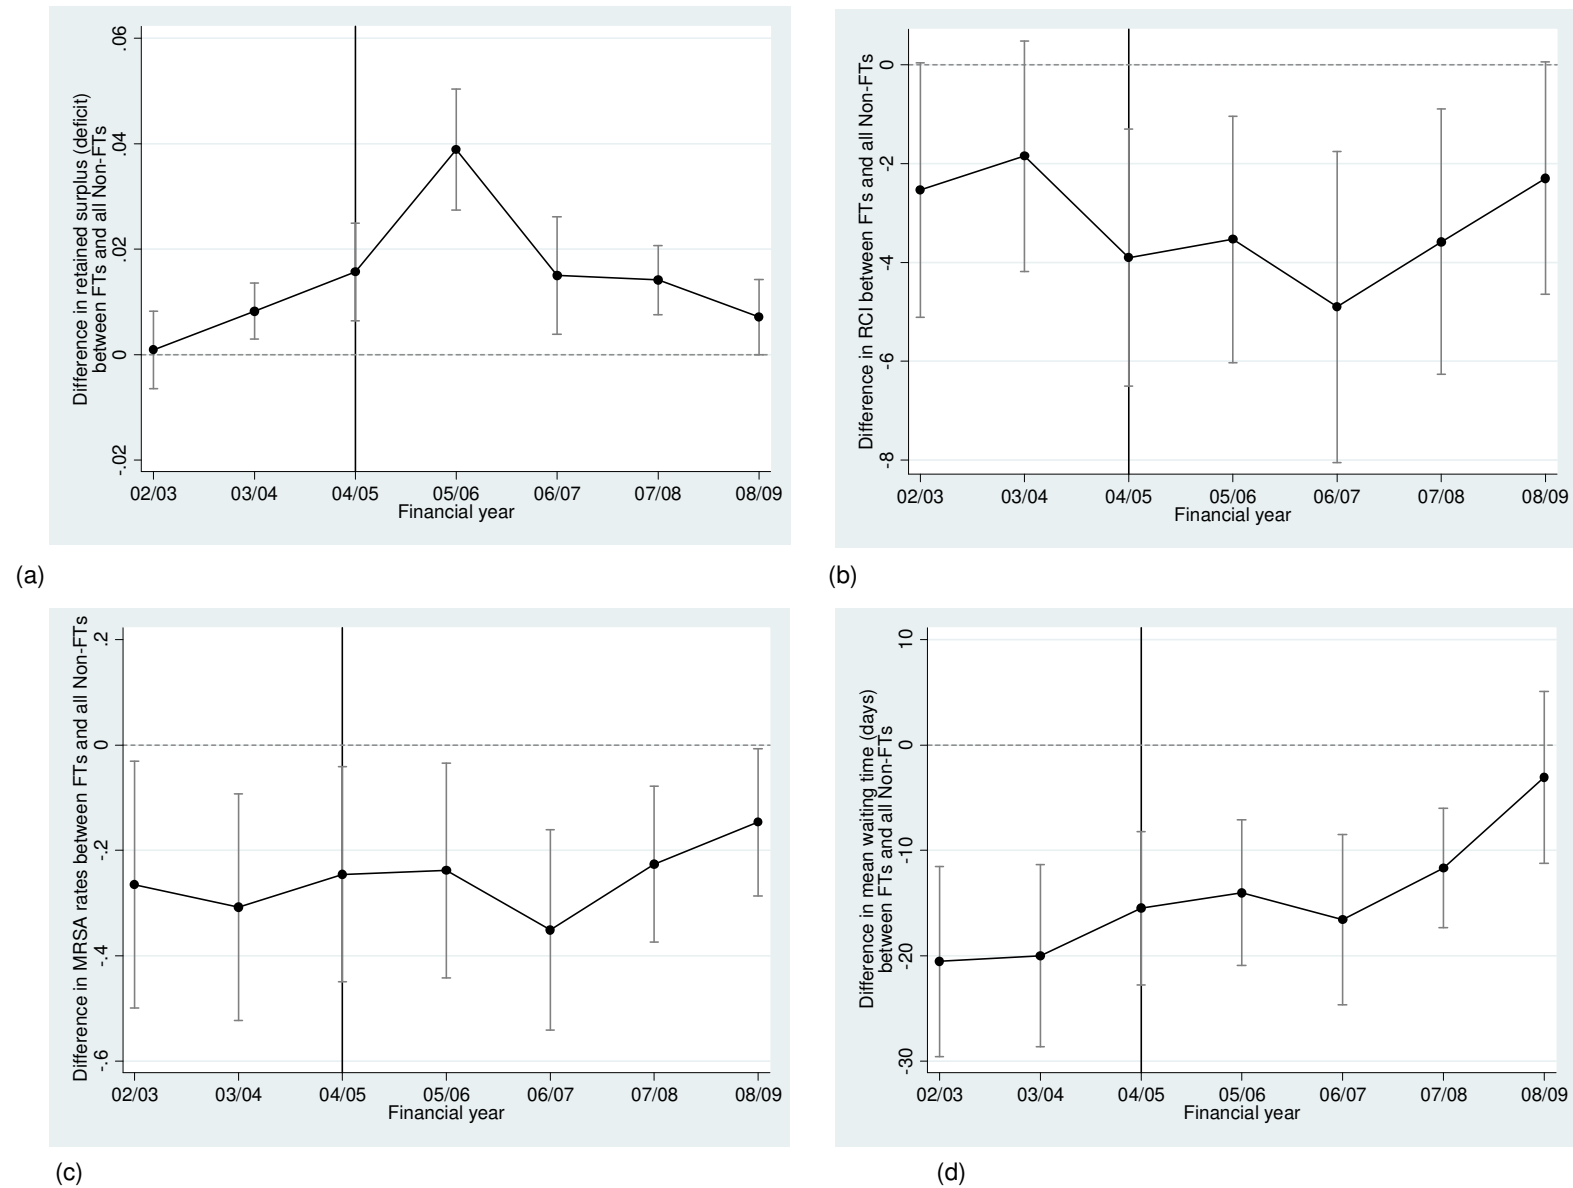 Difference in retained surplus (deficit)
between FTs and all Non-FTs
.06
.04
.02
0
-.02
02/03 03/04 04/05 05/06 06/07 07/08 08/09
Financial year
(a)
Difference in RCI between FTs and all Non-FTs
0
-2
-4
-6
-8
02/03 03/04 04/05 05/06 06/07 07/08 08/09
Financial year
(b)
Difference in MRSA rates between FTs and all Non-FTs
.2
0
-.2
-.4
-.6
02/03 03/04 04/05 05/06 06/07 07/08 08/09
Financial year
(c)
Difference in mean waiting time (days)
between FTs and all Non-FTs
10
0
-10
-20
-30
02/03 03/04 04/05 05/06 06/07 07/08 08/09
Financial year
(d)